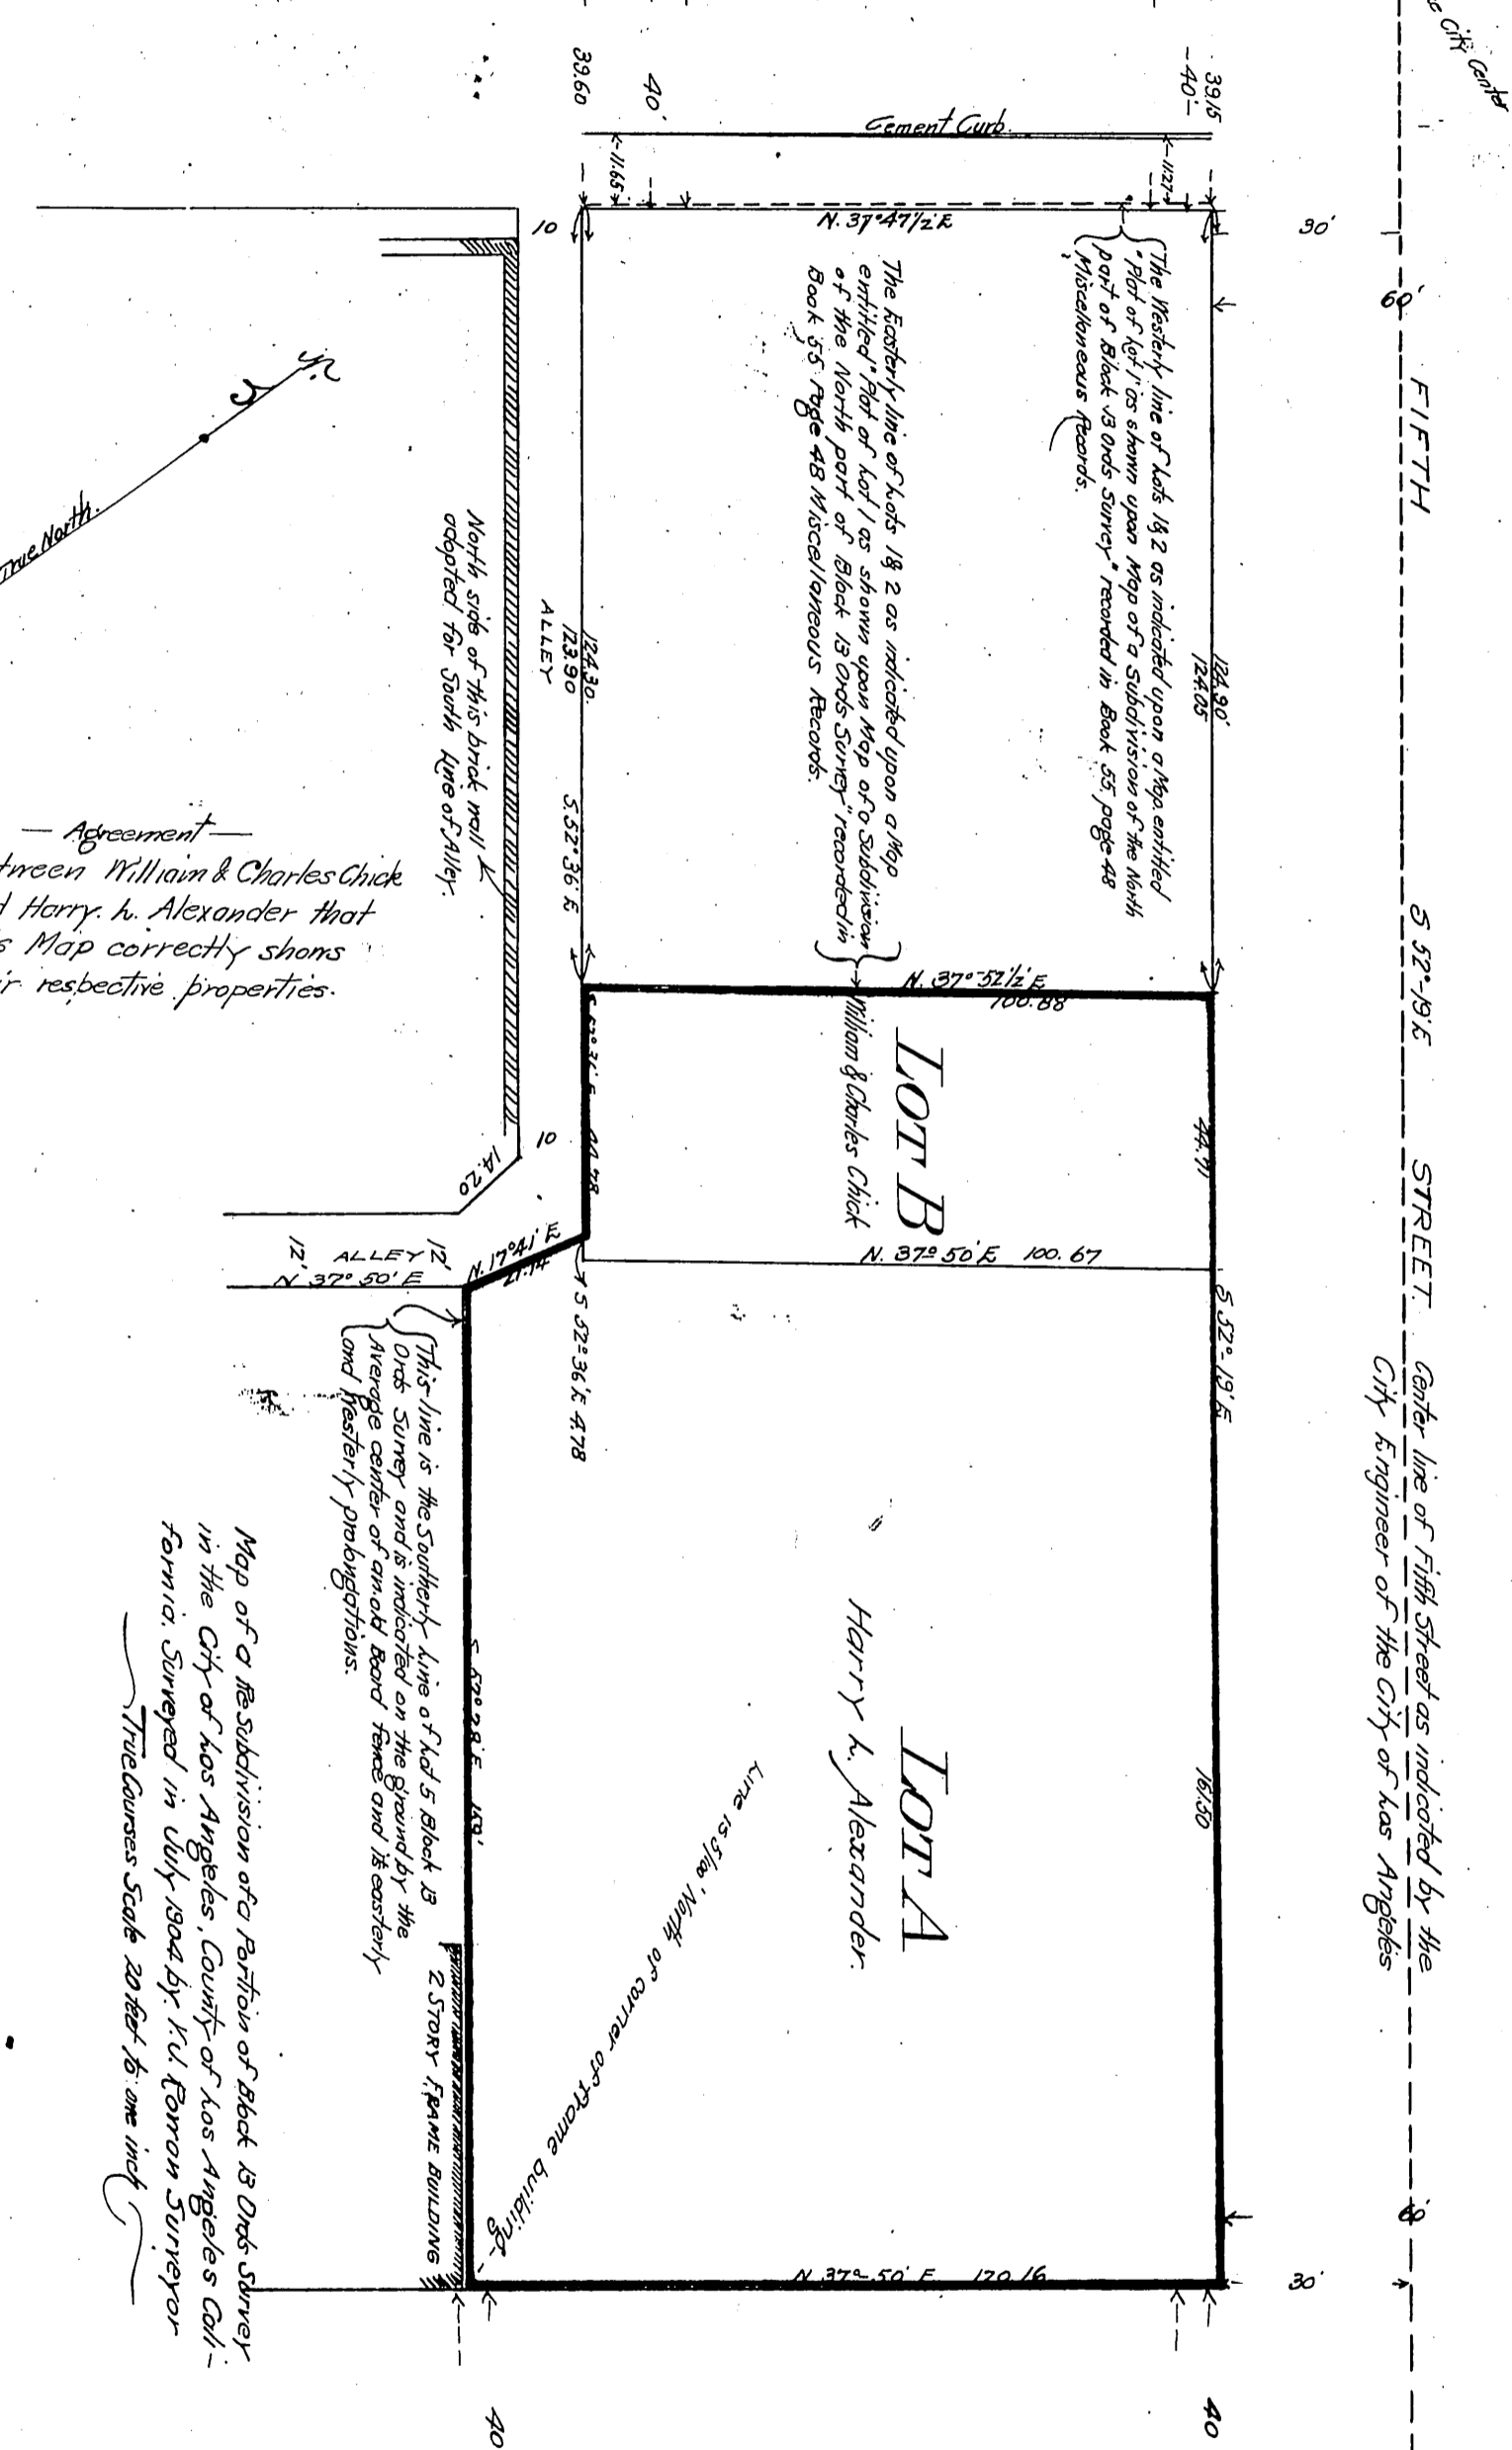 39.60
40'
39.15
-40'-
Cement Curb.
11.65
11.27
N. 37°47½'E
10
30'
60'
FIFTH
S 52°-19'E
STREET.
Center line of Fifth Street as indicated by the
City Engineer of the City of Los Angeles
The Westerly line of Lots 1 & 2 as indicated upon a Map entitled
"Plat of Lot 1" as shown upon Map of a Subdivision of the North
part of Block 13 Ords Survey" recorded in Book 55, page 48
Miscellaneous Records.
The Easterly line of Lots 1 & 2 as indicated upon a Map
entitled "Plat of Lot 1 as shown upon Map of a Subdivision
of the North part of Block 13 Ords Survey" recorded in
Book 55 Page 48 Miscellaneous Records.
124.90'
124.05
124.30.
123.90
S. 52°36'E
ALLEY
North side of this brick wall
adopted for South Line of Alley.
True North.
— Agreement —
William & Charles Chick
Harry. L. Alexander that
Map correctly shows
respective properties.
N. 37°-52½'E
100.88
LOT B
William & Charles Chick
44.71
N. 37° 50'E 100.67
10
14.20
12'
ALLEY
12'
N 37° 50' E
N. 17°41' E
21.14
S 52°36'E 4.78
S 52°-19'E
161.50
This line is the Southerly Line of Lot 5 Block 13
Ords Survey and is indicated on the ground by the
Average center of an old Board fence and its easterly
and Westerly prolongations.
LOT A
Harry L. Alexander.
Line is 5/100' North of corner of Frame building
2 STORY FRAME BUILDING
N 37°-50' E 120.16
60'
30'
40
40
Map of a Resubdivision of a Portion of Block 13 Ords Survey
in the City of Los Angeles, County of Los Angeles Cali-
fornia. Surveyed in July 1904 by Surveyor
True Courses Scale 20 feet to one inch